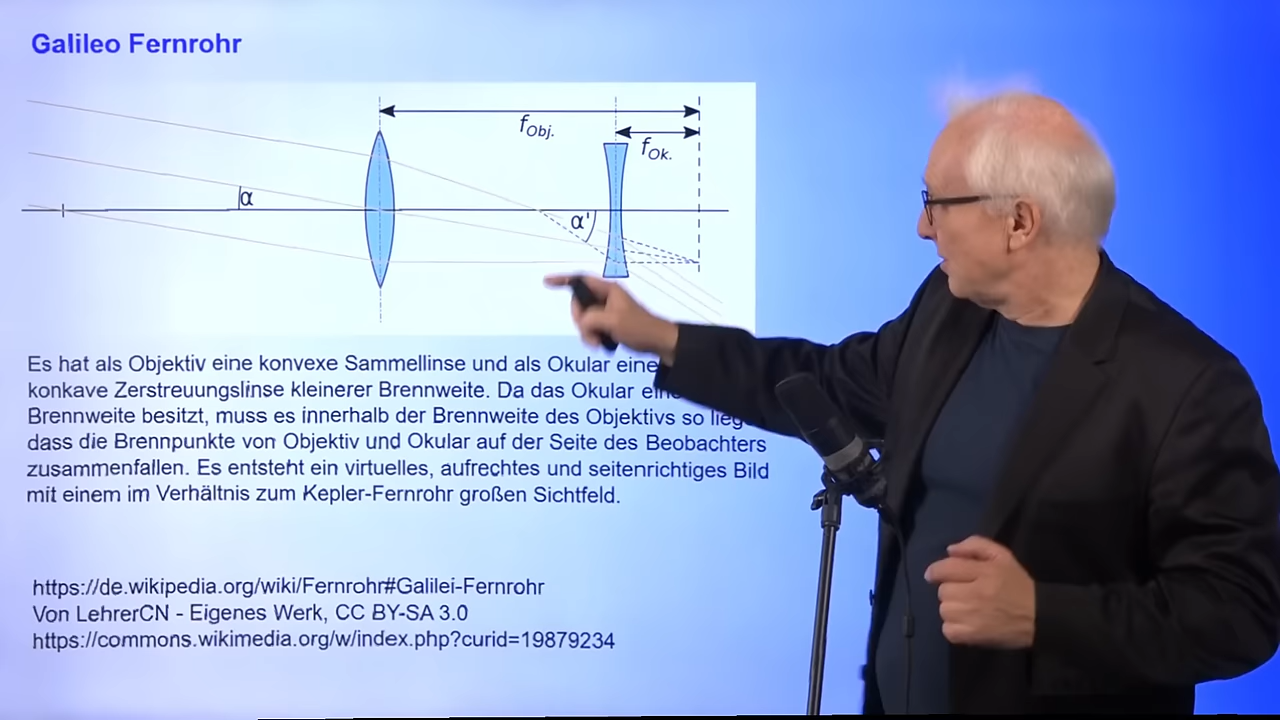 Galileo Fernrohr
fObj.
fOk.
α
α'
Es hat als Objektiv eine konvexe Sammellinse und als Okular eine
konkave Zerstreuungslinse kleinerer Brennweite. Da das Okular
Brennweite besitzt, muss es innerhalb der Brennweite des Objektivs so
dass die Brennpunkte von Objektiv und Okular auf der Seite des Beobachters
zusammenfallen. Es entsteht ein virtuelles, aufrechtes und seitenrichtiges Bild
mit einem im Verhältnis zum Kepler-Fernrohr großen Sichtfeld.
https://de.wikipedia.org/wiki/Fernrohr#Galilei-Fernrohr
Von LehrerCN - Eigenes Werk, CC BY-SA 3.0
https://commons.wikimedia.org/w/index.php?curid=19879234